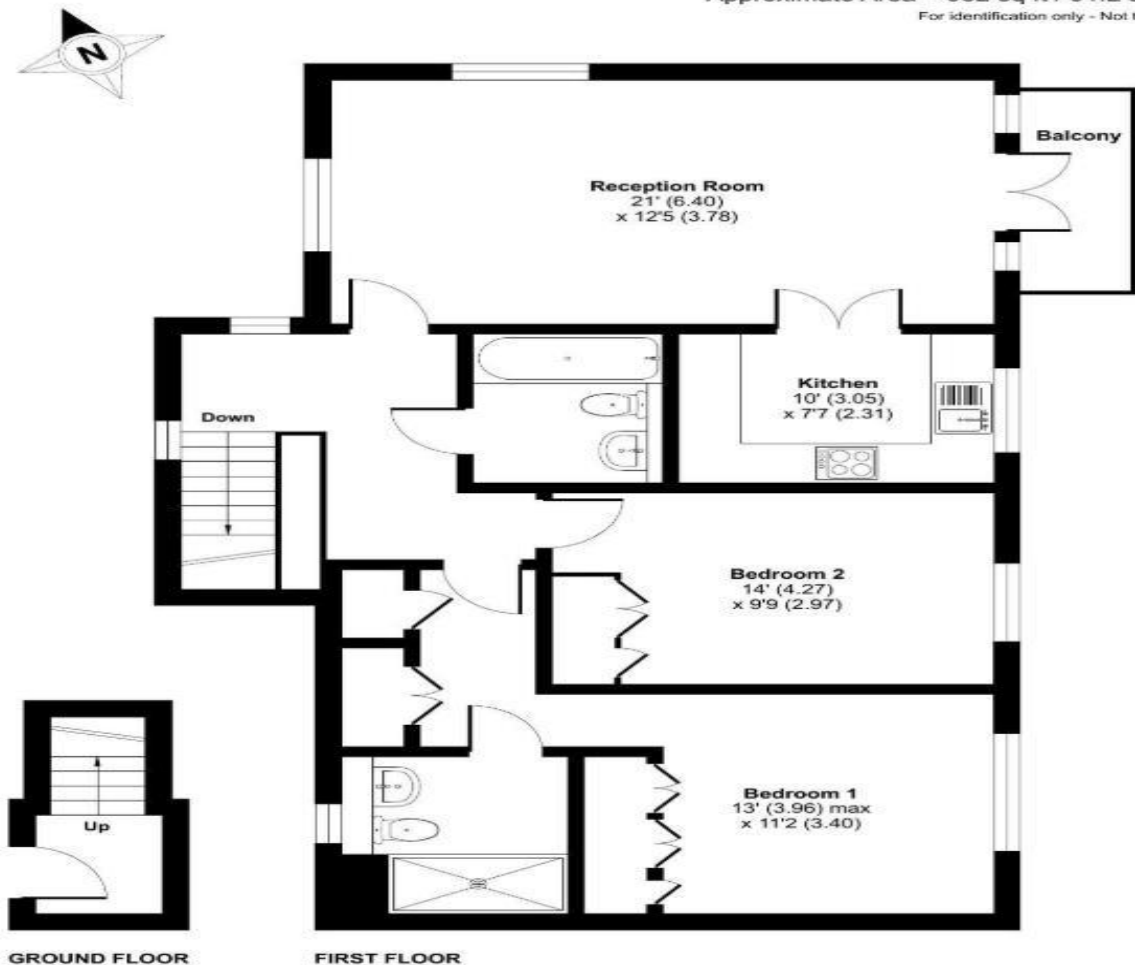 For identification only - Not
N
Balcony
Reception Room
21' (6.40)
x 12'5 (3.78)
Kitchen
10' (3.05)
x 7'7 (2.31)
Down
Bedroom 2
14' (4.27)
x 9'9 (2.97)
Bedroom 1
13' (3.96) max
x 11'2 (3.40)
Up
GROUND FLOOR
FIRST FLOOR